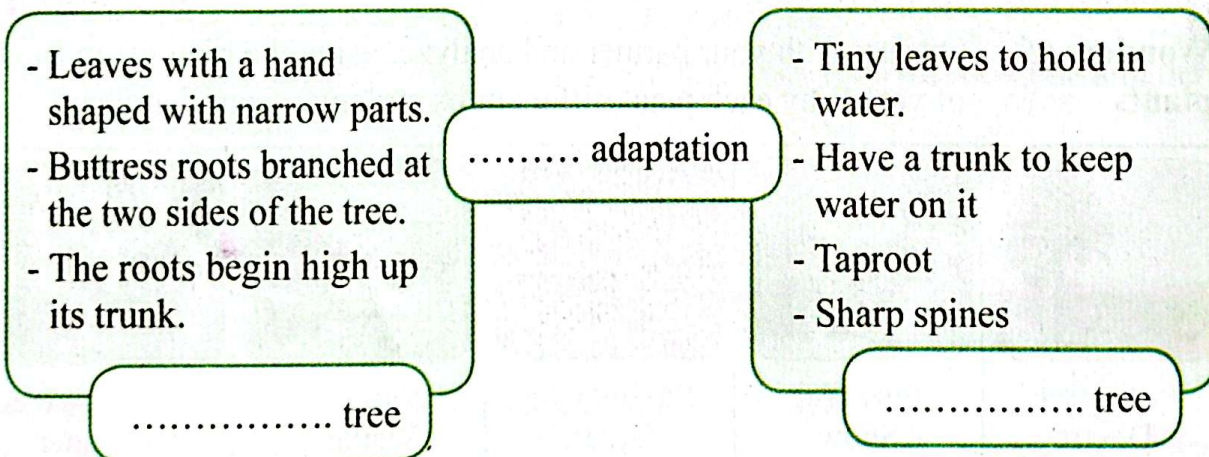 - Leaves with a hand
shaped with narrow parts.
- Buttress roots branched at
the two sides of the tree.
- The roots begin high up
its trunk.
................. tree
......... adaptation
- Tiny leaves to hold in
water.
- Have a trunk to keep
water on it
- Taproot
- Sharp spines
................. tree